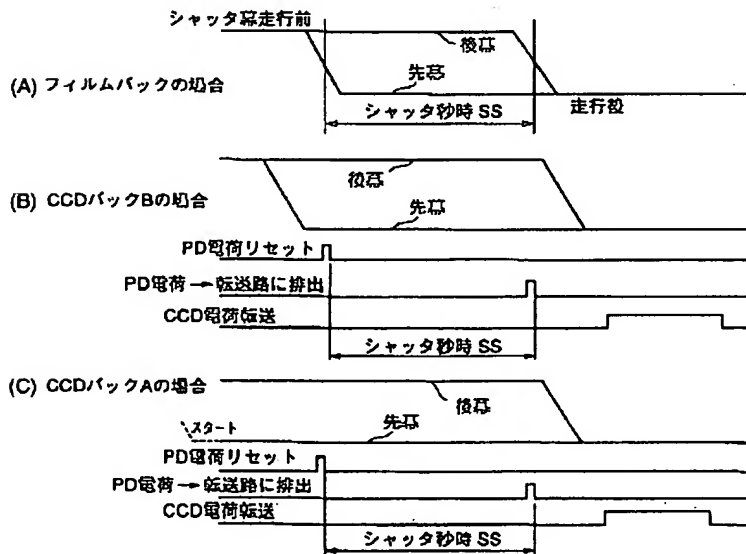 シャッタ幕走行前
後幕
(A) フィルムバックの場合
先幕
シャッタ秒時 SS
走行後
後幕
(B) CCDバックBの場合
先幕
PD電荷リセット
PD電荷→転送路に排出
CCD電荷転送
シャッタ秒時 SS
(C) CCDバックAの場合
後幕
スタート
先幕
PD電荷リセット
PD電荷→転送路に排出
CCD電荷転送
シャッタ秒時 SS